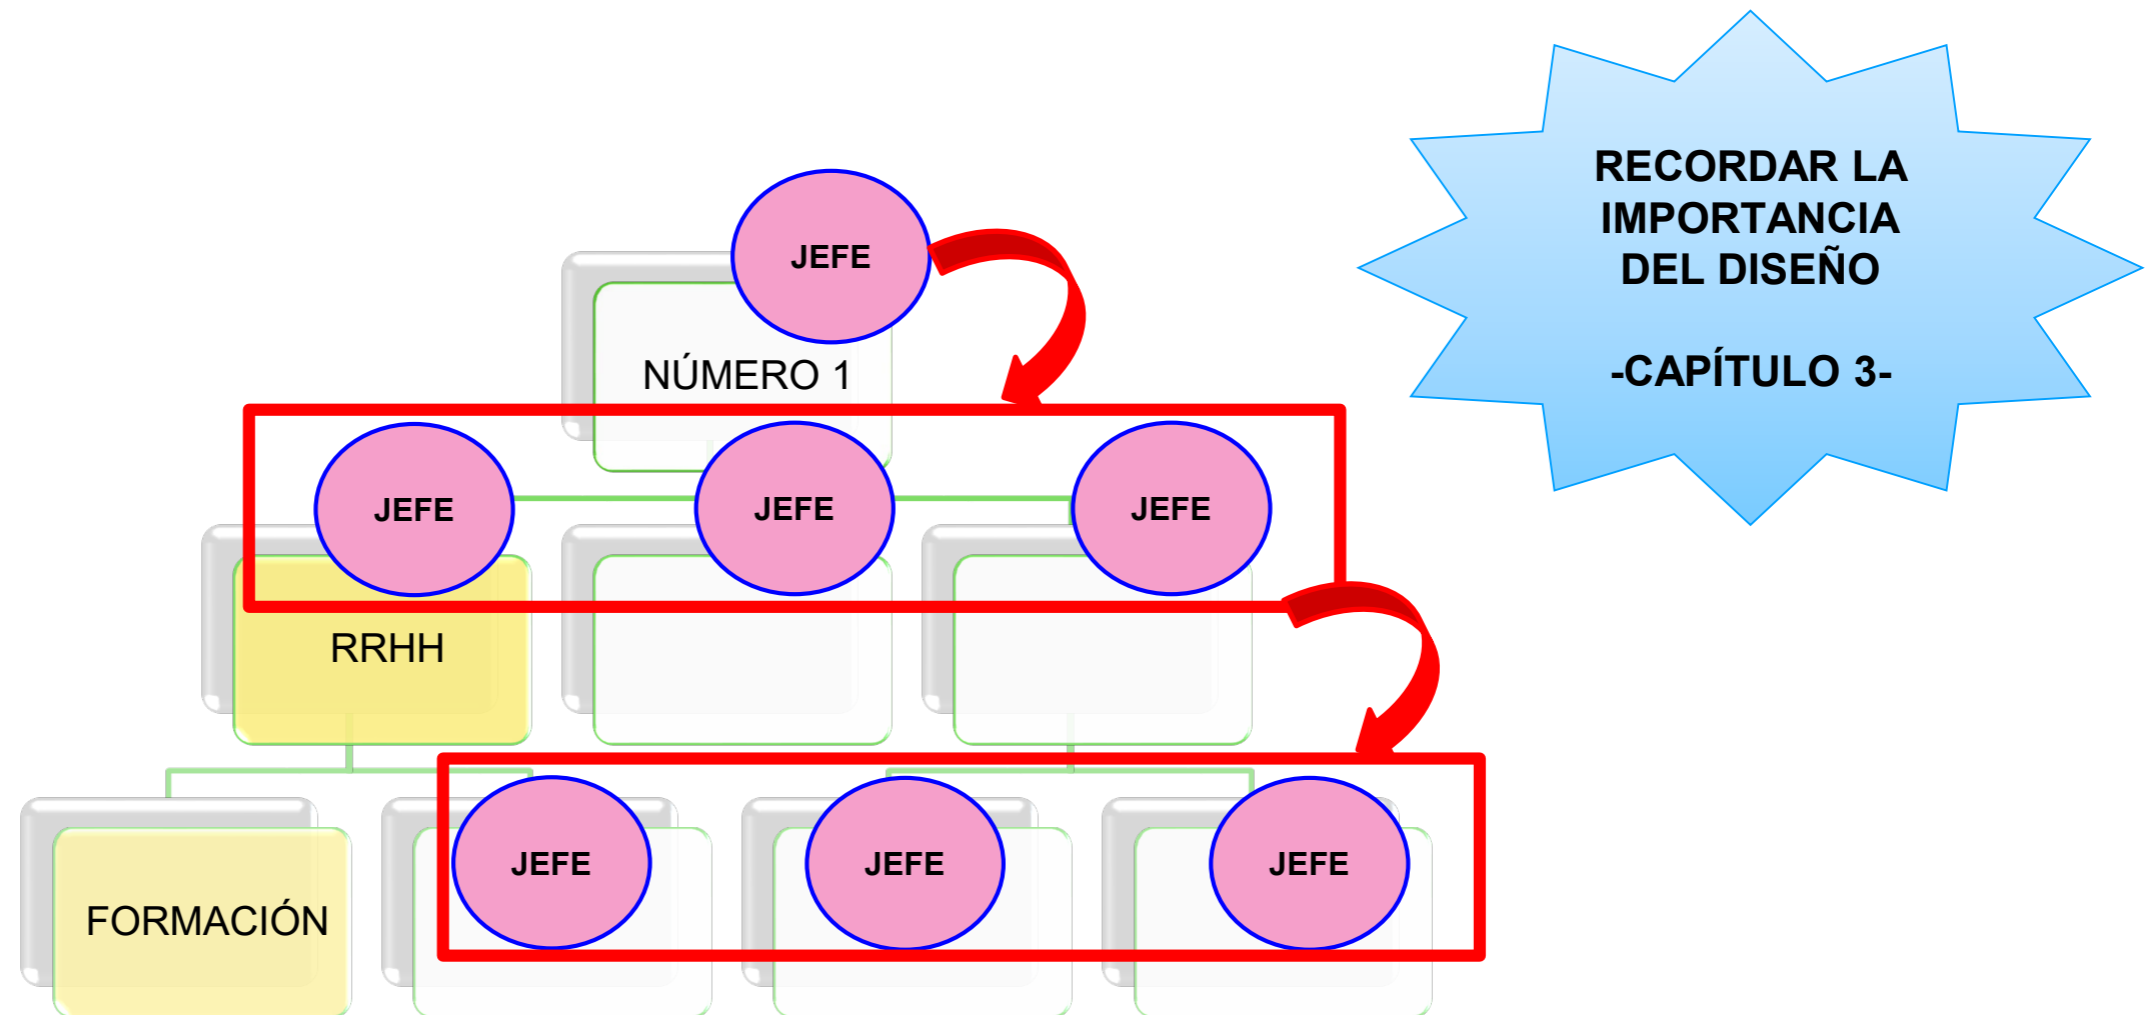 RECORDAR LA
IMPORTANCIA
DEL DISEÑO
-CAPÍTULO 3-
JEFE
NÚMERO 1
JEFE
JEFE
JEFE
RRHH
JEFE
JEFE
JEFE
FORMACIÓN